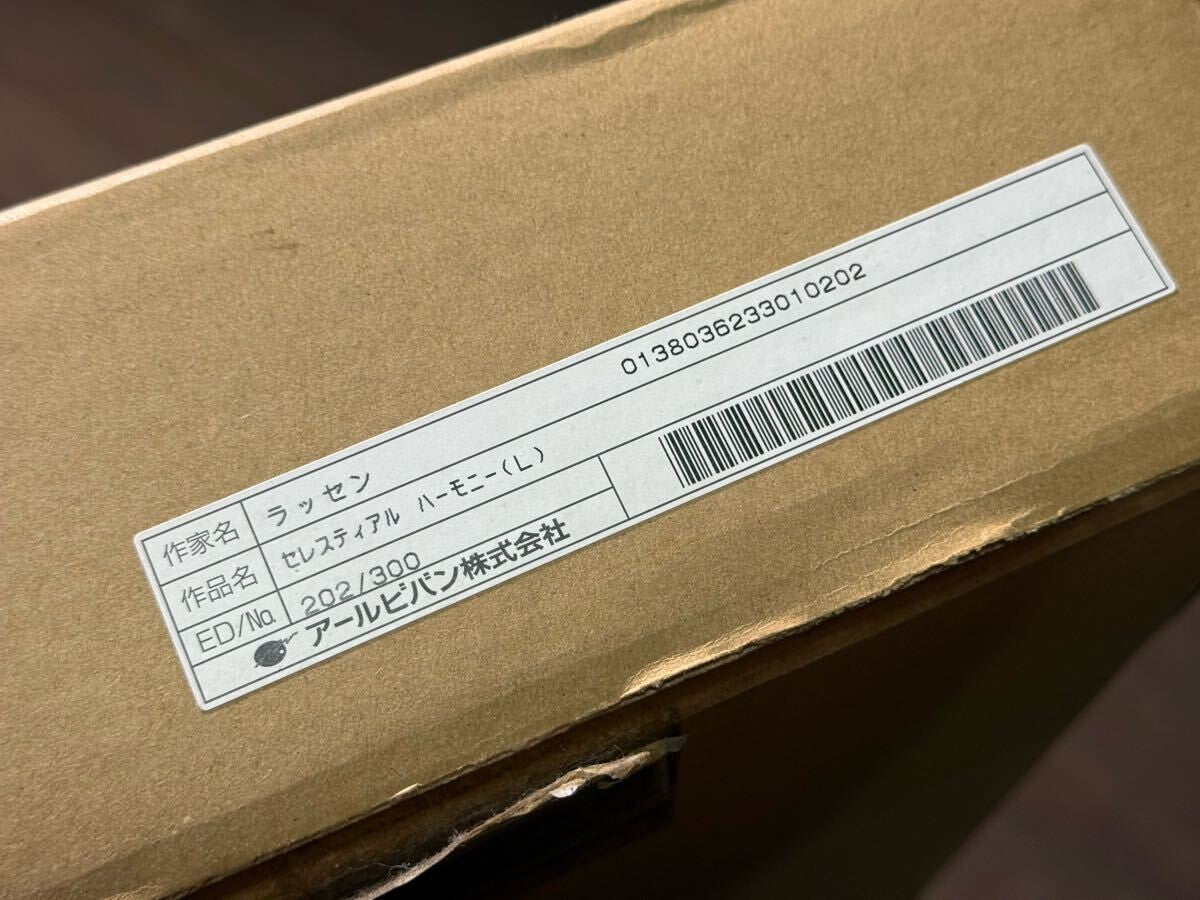 作家名 ラッセン 0138036233010202
作品名 セレスティアル ハーモニー(L)
ED/No. 202/300
アールビバン株式会社